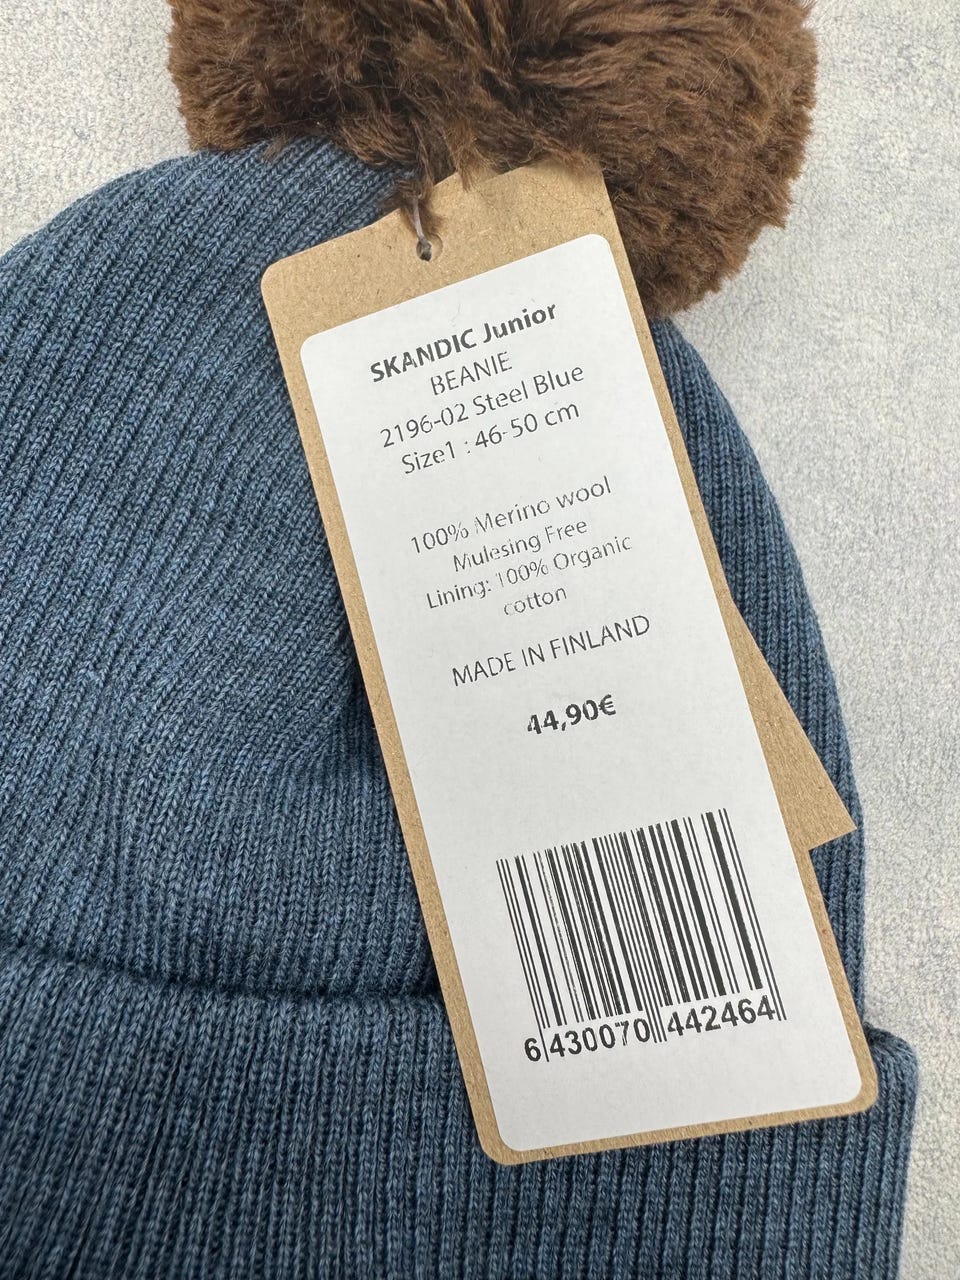 SKANDIC Junior
BEANIE
2196-02 Steel Blue
Size1 : 46-50 cm
100% Merino wool
Mulesing Free
Lining: 100% Organic
cotton
MADE IN FINLAND
44,90€
6 430070 442464